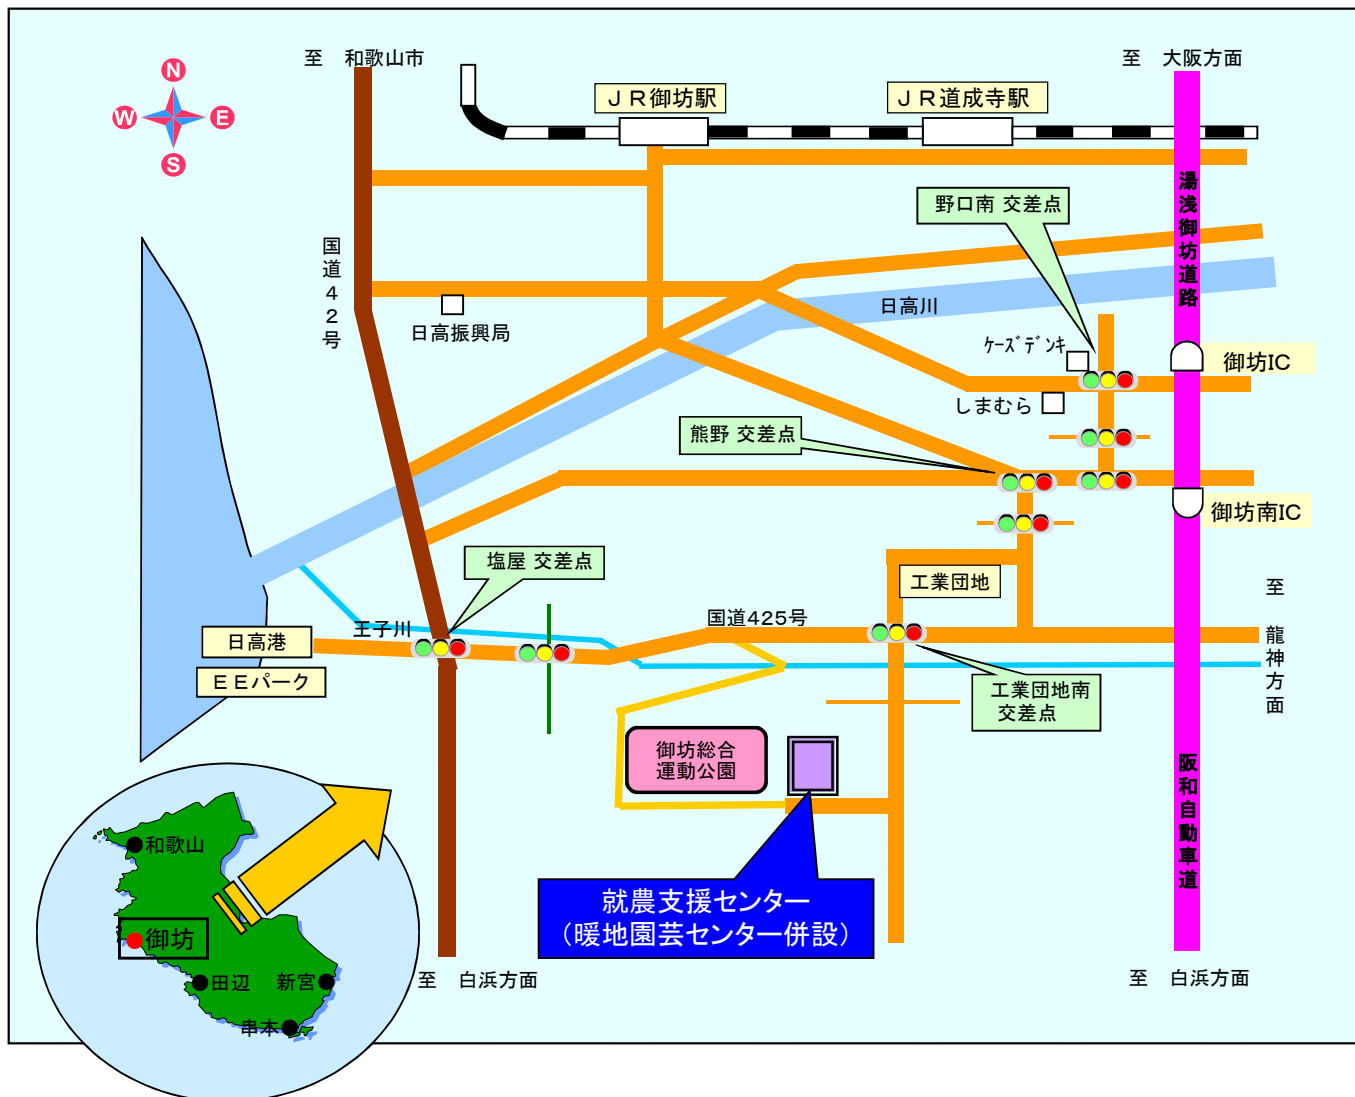 至　和歌山市
至　大阪方面
N
W
E
S
ＪＲ御坊駅
ＪＲ道成寺駅
湯浅御坊道路
野口南 交差点
国道４２号
日高川
日高振興局
ｹｰｽﾞﾃﾞﾝｷ
御坊IC
しまむら
熊野 交差点
御坊南IC
塩屋 交差点
工業団地
至　龍神方面
国道425号
王子川
日高港
ＥＥパーク
工業団地南
交差点
御坊総合
運動公園
阪和自動車道
就農支援センター
（暖地園芸センター併設）
和歌山
御坊
田辺
新宮
串本
至　白浜方面
至　白浜方面